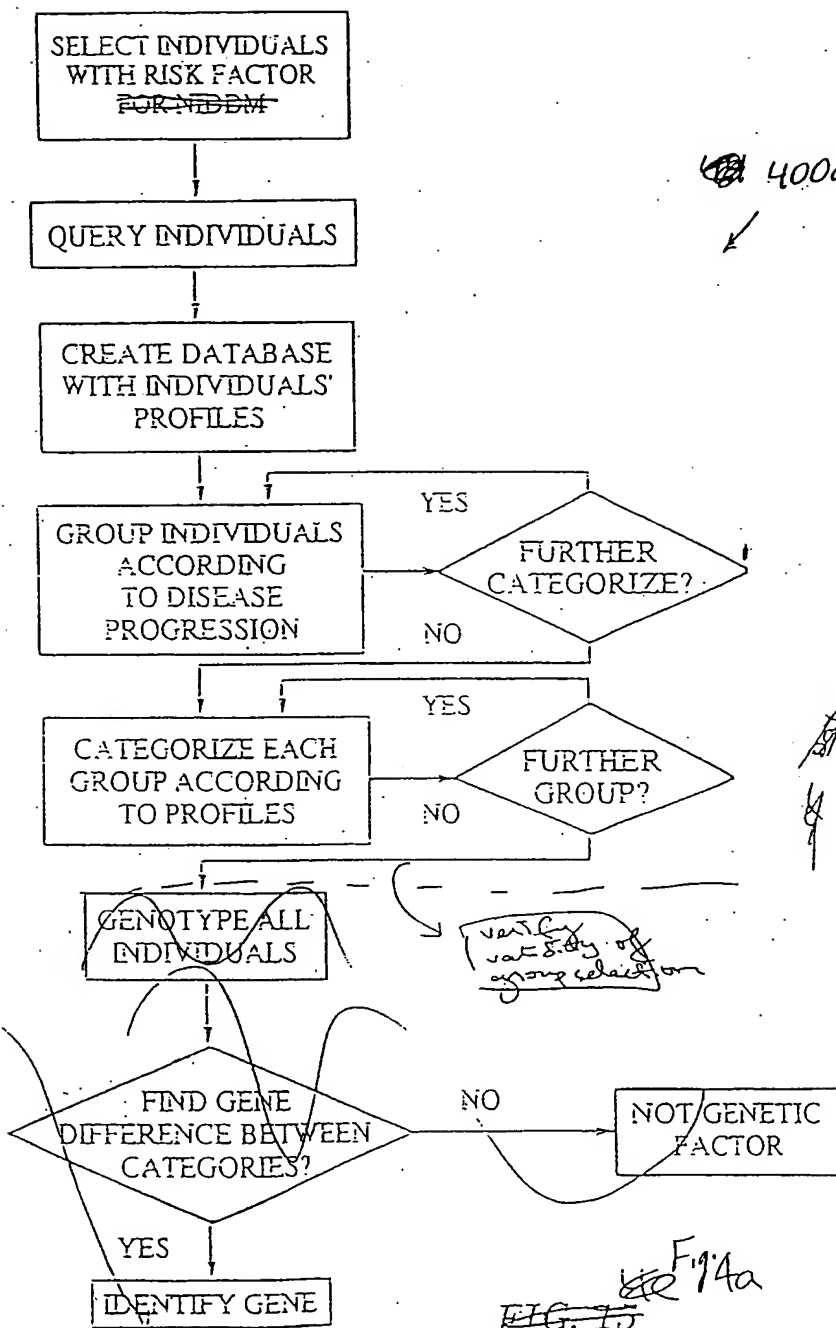 SELECT INDIVIDUALS
WITH RISK FACTOR
FOR NIDDM
400a
QUERY INDIVIDUALS
CREATE DATABASE
WITH INDIVIDUALS'
PROFILES
YES
GROUP INDIVIDUALS
ACCORDING
TO DISEASE
PROGRESSION
FURTHER
CATEGORIZE?
NO
YES
CATEGORIZE EACH
GROUP ACCORDING
TO PROFILES
FURTHER
GROUP?
NO
GENOTYPE ALL
INDIVIDUALS
verify
validity of
group selection
FIND GENE
DIFFERENCE BETWEEN
CATEGORIES?
NO
NOT GENETIC
FACTOR
YES
IDENTIFY GENE
Fig. 4a
FIG.